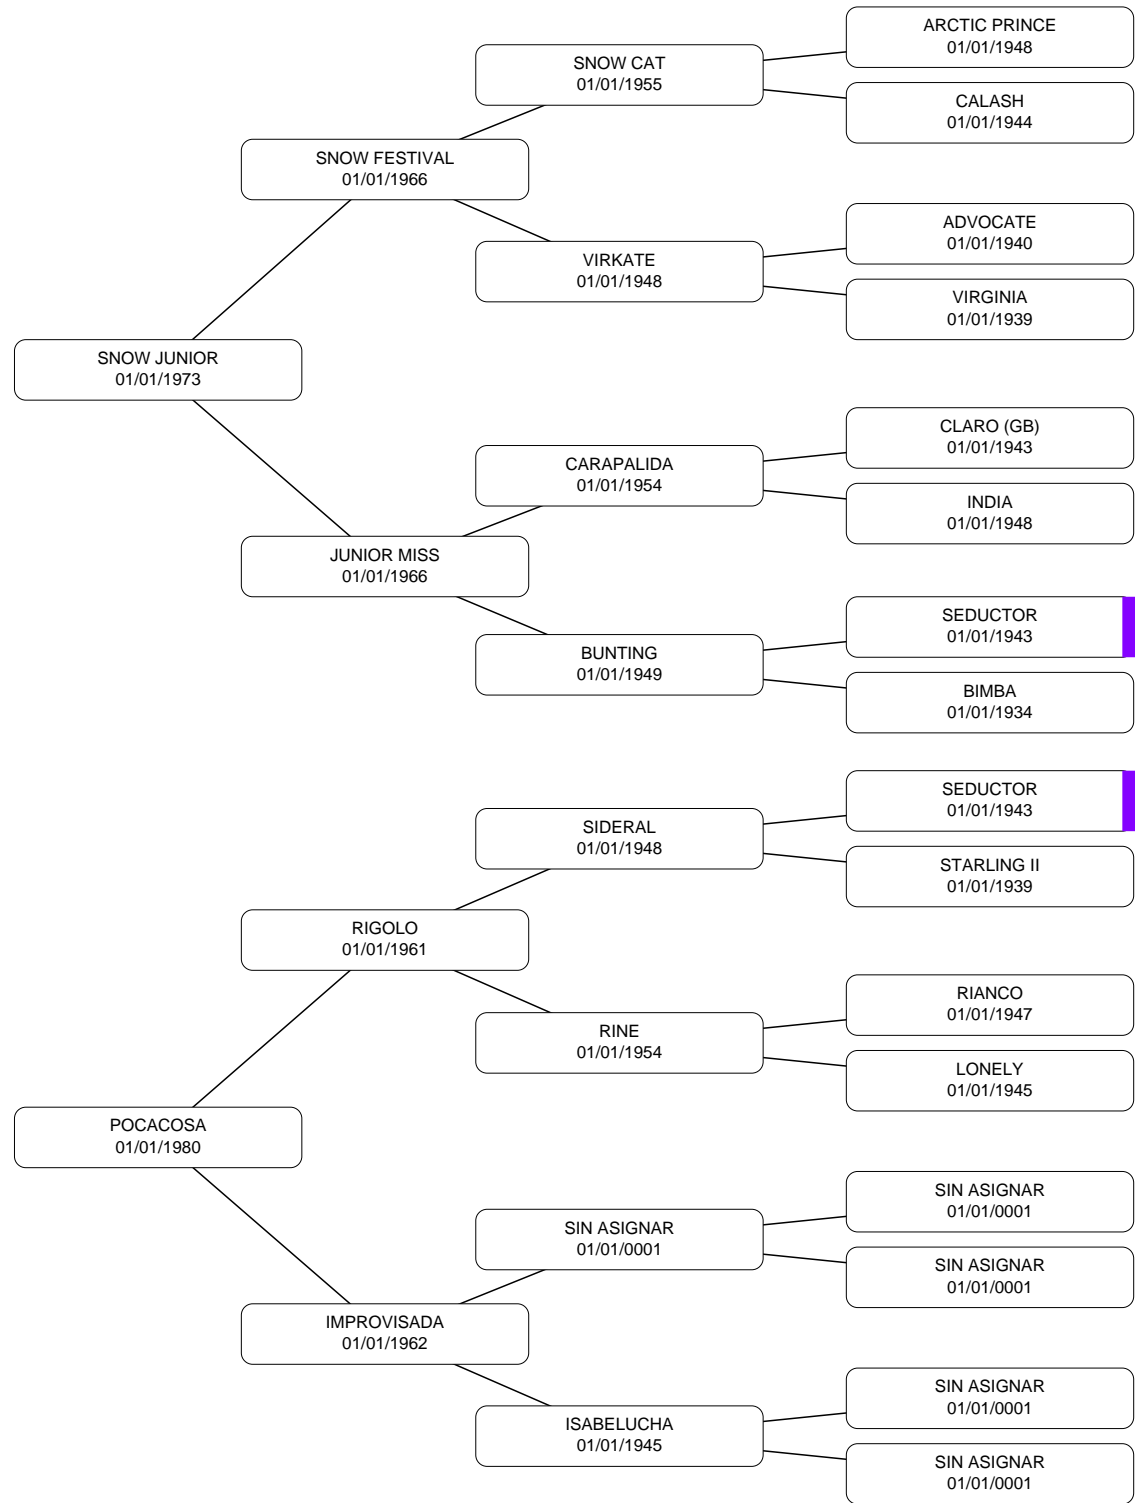 ARCTIC PRINCE
01/01/1948
SNOW CAT
01/01/1955
CALASH
01/01/1944
SNOW FESTIVAL
01/01/1966
ADVOCATE
01/01/1940
VIRKATE
01/01/1948
VIRGINIA
01/01/1939
SNOW JUNIOR
01/01/1973
CLARO (GB)
01/01/1943
CARAPALIDA
01/01/1954
INDIA
01/01/1948
JUNIOR MISS
01/01/1966
SEDUCTOR
01/01/1943
BUNTING
01/01/1949
BIMBA
01/01/1934
SEDUCTOR
01/01/1943
SIDERAL
01/01/1948
STARLING II
01/01/1939
RIGOLO
01/01/1961
RIANCO
01/01/1947
RINE
01/01/1954
LONELY
01/01/1945
POCACOSA
01/01/1980
SIN ASIGNAR
01/01/0001
SIN ASIGNAR
01/01/0001
SIN ASIGNAR
01/01/0001
IMPROVISADA
01/01/1962
SIN ASIGNAR
01/01/0001
ISABELUCHA
01/01/1945
SIN ASIGNAR
01/01/0001